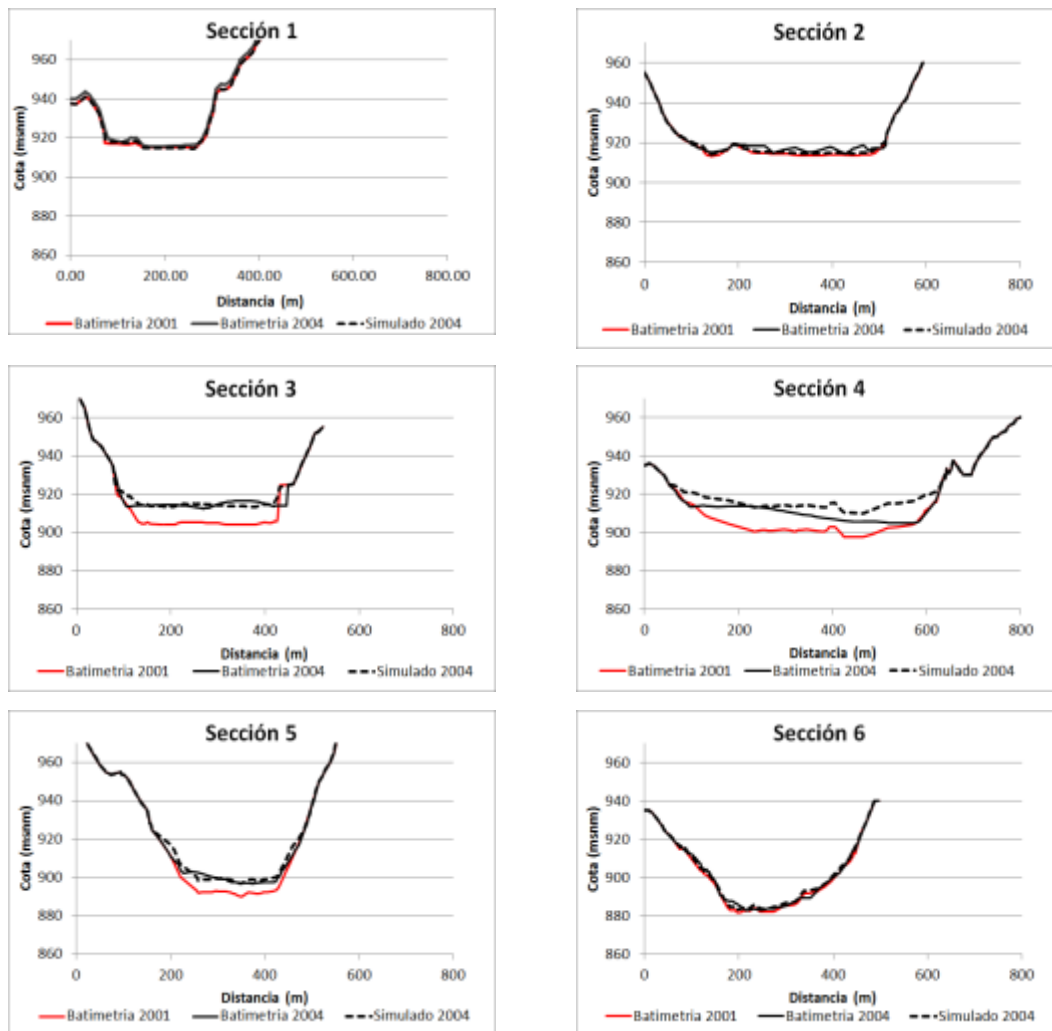 Sección 1
Cota (msnm)
960
940
920
900
880
860
0.00 200.00 400.00 600.00 800.00
Distancia (m)
Batimetria 2001 Batimetria 2004 Simulado 2004
Sección 2
Cota (msnm)
960
940
920
900
880
860
0 200 400 600 800
Distancia (m)
Batimetria 2001 Batimetria 2004 Simulado 2004
Sección 3
Cota (msnm)
960
940
920
900
880
860
0 200 400 600 800
Distancia (m)
Batimetria 2001 Batimetria 2004 Simulado 2004
Sección 4
Cota (msnm)
960
940
920
900
880
860
0 200 400 600 800
Distancia (m)
Batimetria 2001 Batimetria 2004 Simulado 2004
Sección 5
Cota (msnm)
960
940
920
900
880
860
0 200 400 600 800
Distancia (m)
Batimetria 2001 Batimetria 2004 Simulado 2004
Sección 6
Cota (msnm)
960
940
920
900
880
860
0 200 400 600 800
Distancia (m)
Batimetria 2001 Batimetria 2004 Simulado 2004